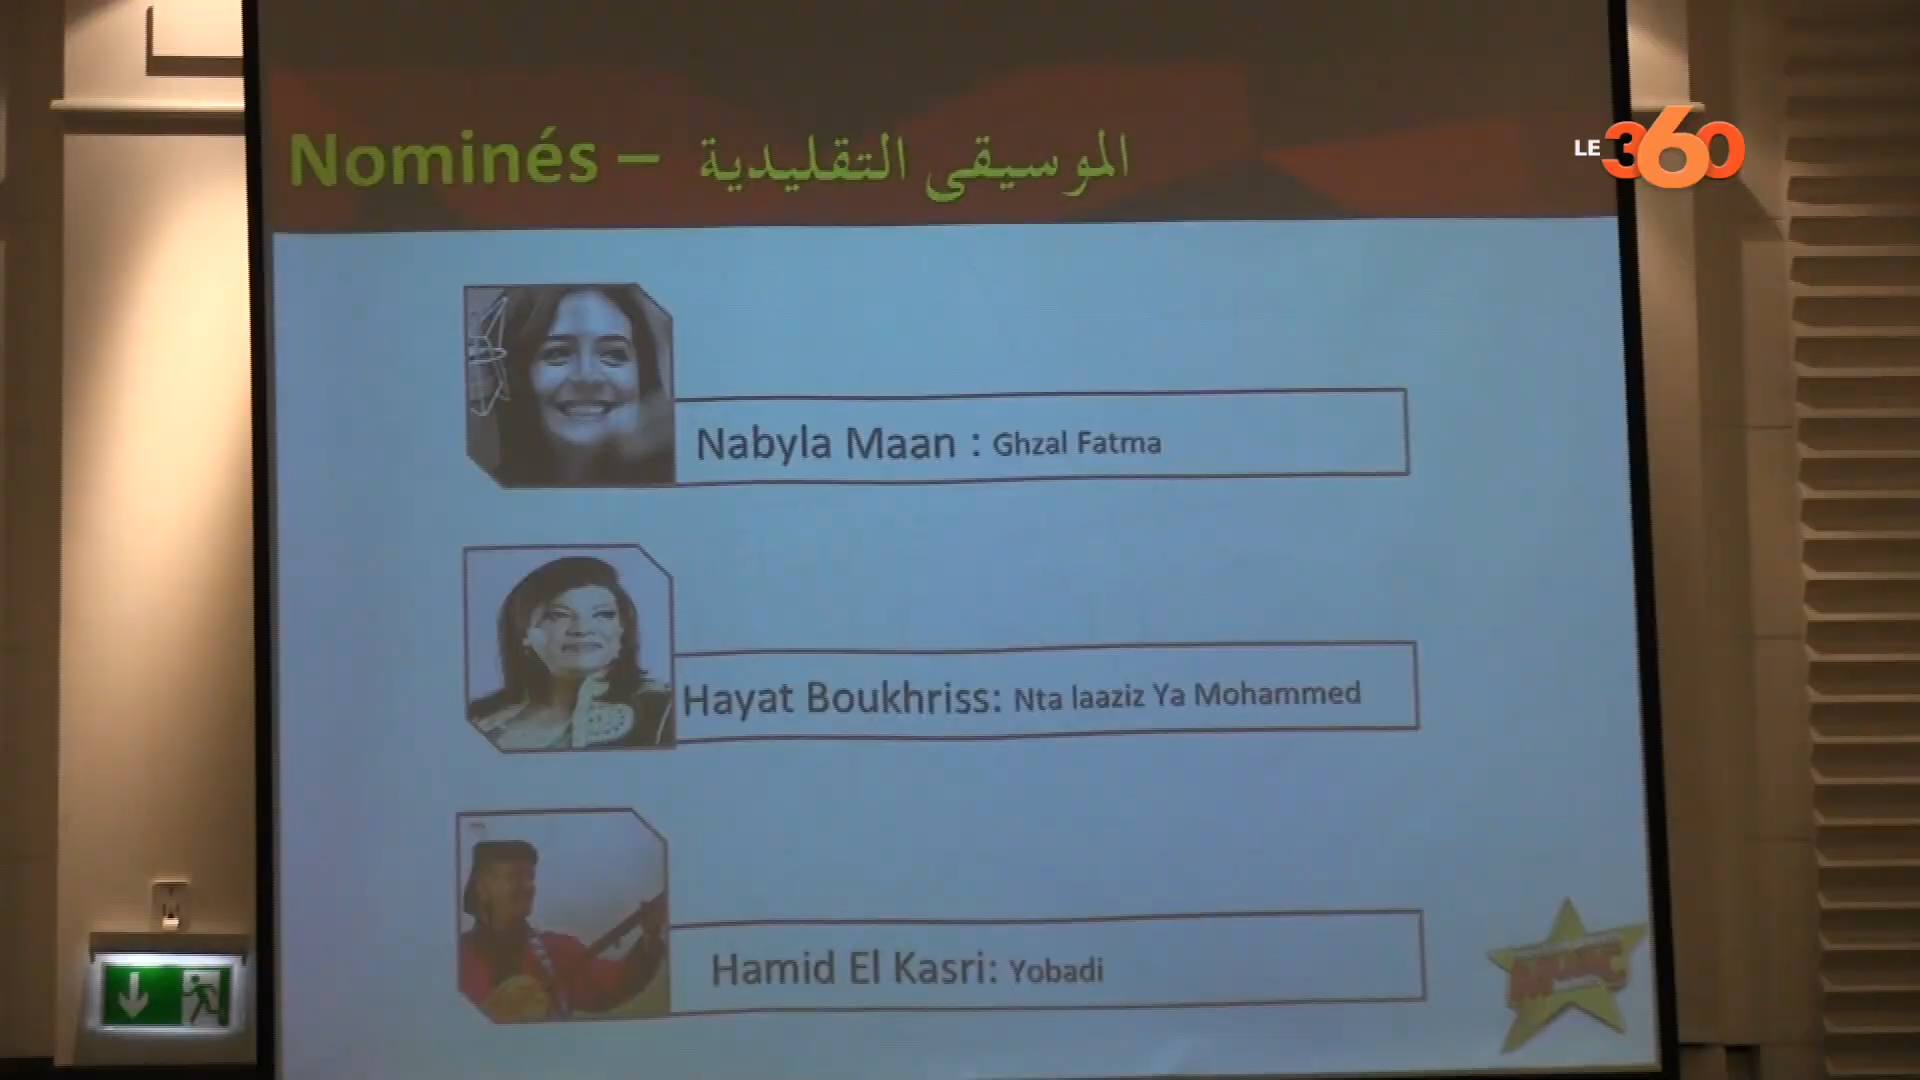 Nominés – الموسيقى التقليدية
LE 360
Nabyla Maan : Ghzal Fatma
Hayat Boukhriss: Nta laaziz Ya Mohammed
Hamid El Kasri: Yobadi